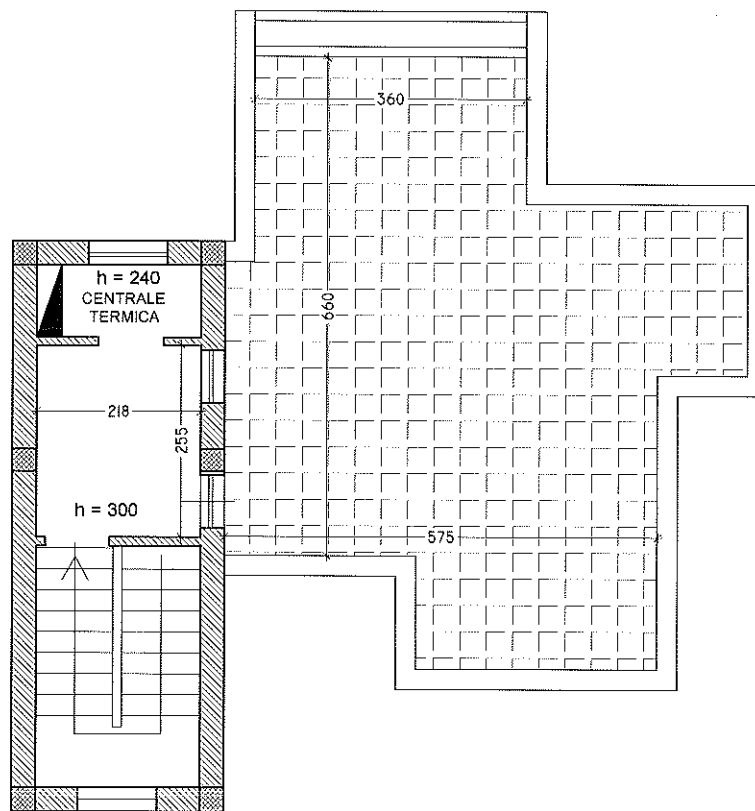 360
h = 240
CENTRALE
TERMICA
660
218
255
h = 300
575